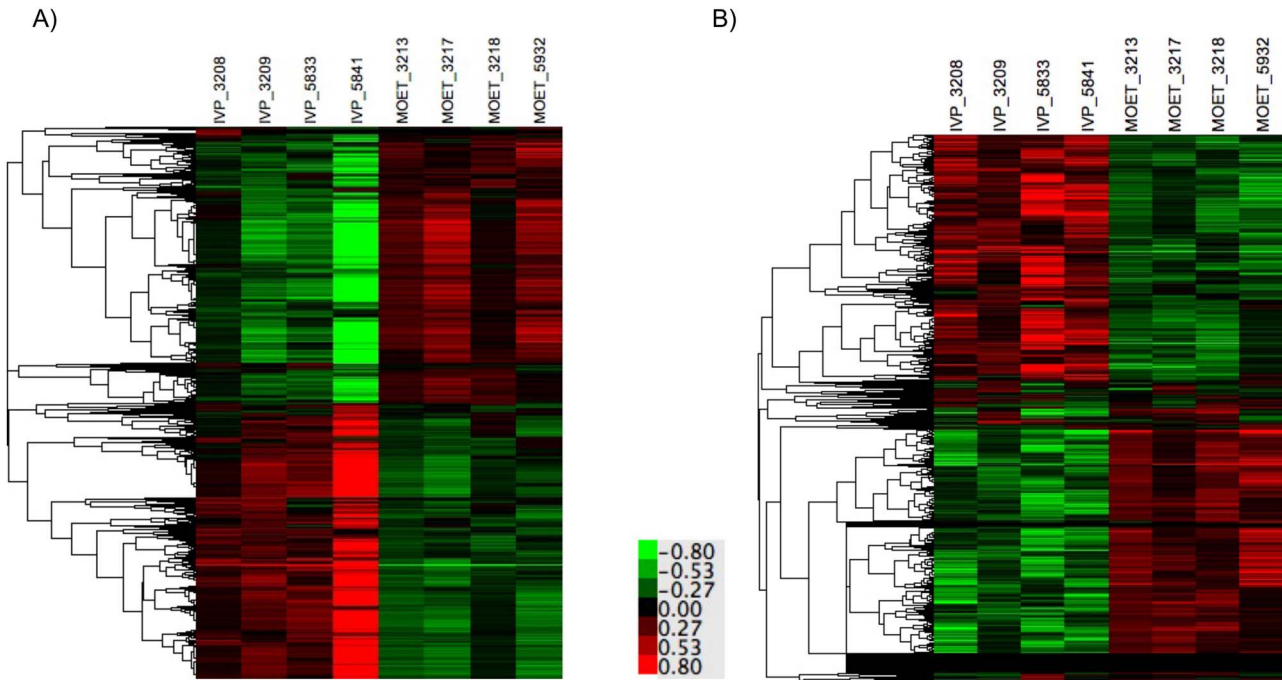 A)
IVP_3208
IVP_3209
IVP_5833
IVP_5841
MOET_3213
MOET_3217
MOET_3218
MOET_5932
B)
IVP_3208
IVP_3209
IVP_5833
IVP_5841
MOET_3213
MOET_3217
MOET_3218
MOET_5932
-0.80
-0.53
-0.27
0.00
0.27
0.53
0.80